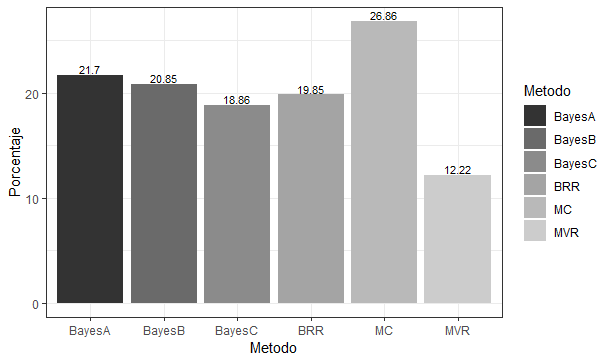 26.86
21.7
20.85
19.85
18.86
12.22
Porcentaje
20
10
0
BayesA BayesB BayesC BRR MC MVR
Metodo
Metodo
BayesA
BayesB
BayesC
BRR
MC
MVR